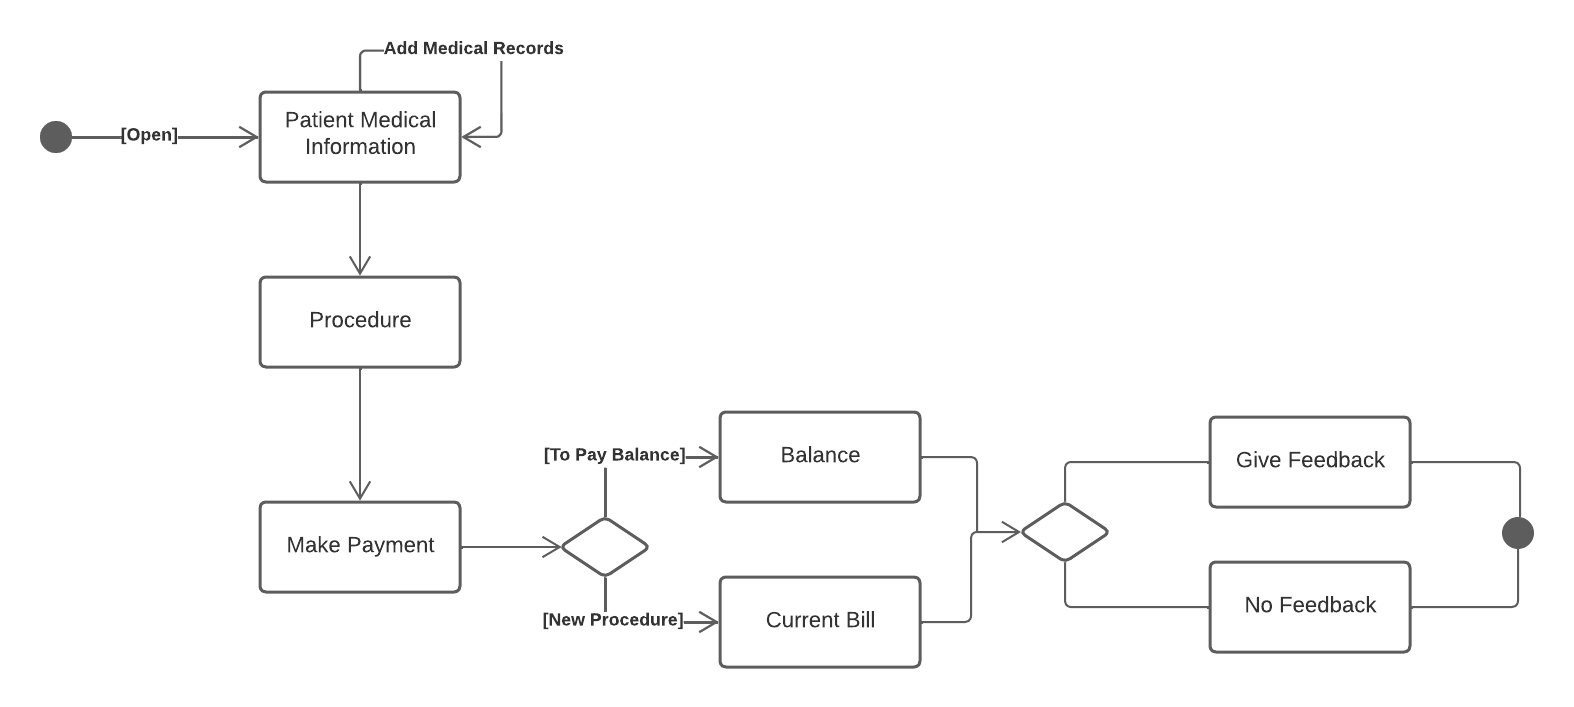 Add Medical Records
[Open]
Patient Medical
Information
Procedure
Make Payment
[To Pay Balance]
[New Procedure]
Balance
Current Bill
Give Feedback
No Feedback